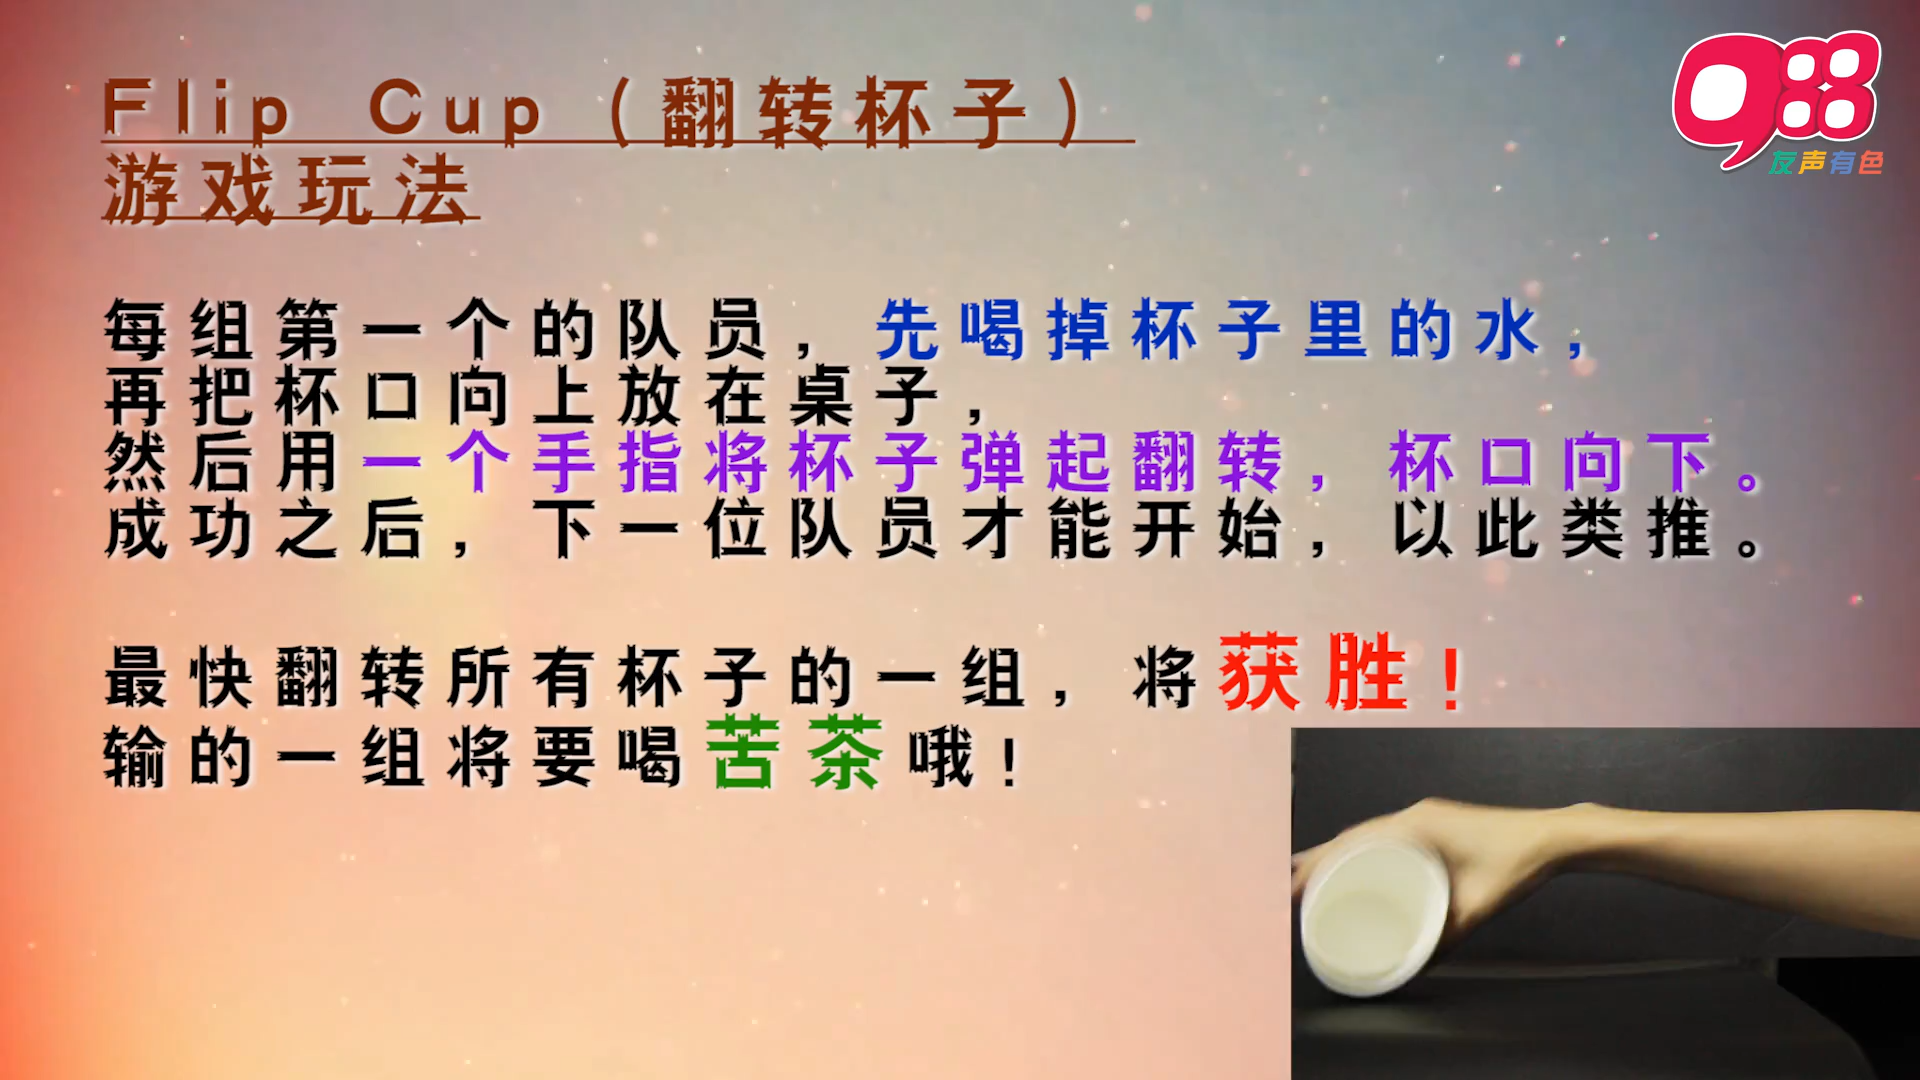 Flip Cup（翻转杯子）
游戏玩法
每组第一个的队员，先喝掉杯子里的水，
再把杯口向上放在桌子，
然后用一个手指将杯子弹起翻转，杯口向下。
成功之后，下一位队员才能开始，以此类推。
最快翻转所有杯子的一组，将获胜！
输的一组将要喝苦茶哦！
988
友声有色